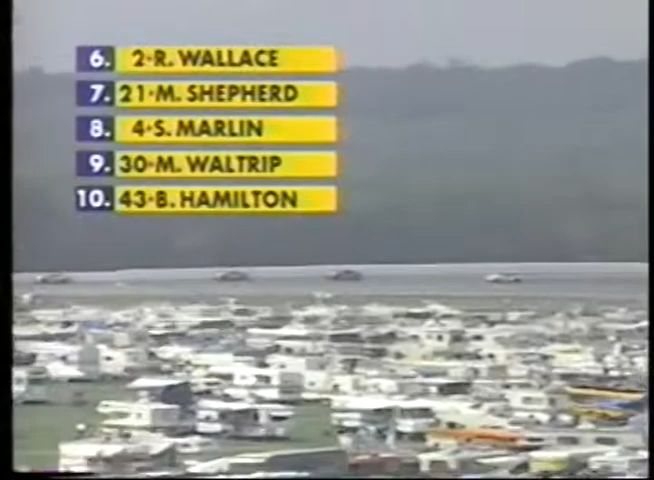 6. 2·R. WALLACE
7. 21·M. SHEPHERD
8. 4·S. MARLIN
9. 30·M. WALTRIP
10. 43·B. HAMILTON